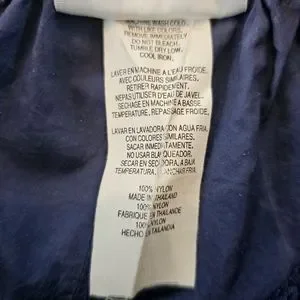 MACHINE WASH COLD
WITH LIKE COLORS.
REMOVE IMMEDIATELY
DO NOT BLEACH.
TUMBLE DRY LOW.
COOL IRON.
LAVER EN MACHINE A L'EAU FROIDE.
AVEC COULEURS SIMILAIRES.
RETIRER RAPIDEMENT.
NEPAS UTILISER D'EAU DE JAVEL.
SECHAGE EN MACHINE A BASSE.
TEMPERATURE. REPASSAGE FROIDE.
LAVAR EN LAVADORA CON AGUA FRIA.
CON COLORES SIMILARES.
SACAR INMEDIATAMENTE.
NO USAR BLANQUEADOR.
SECAR EN SECADORA, A BAJA
TEMPERATURA, PLANCHAR FRIA.
100% NYLON
MADE IN THAILAND
100% NYLON
FABRIQUE EN THAILANDE
100% NYLON
HECHO EN TAILANDIA